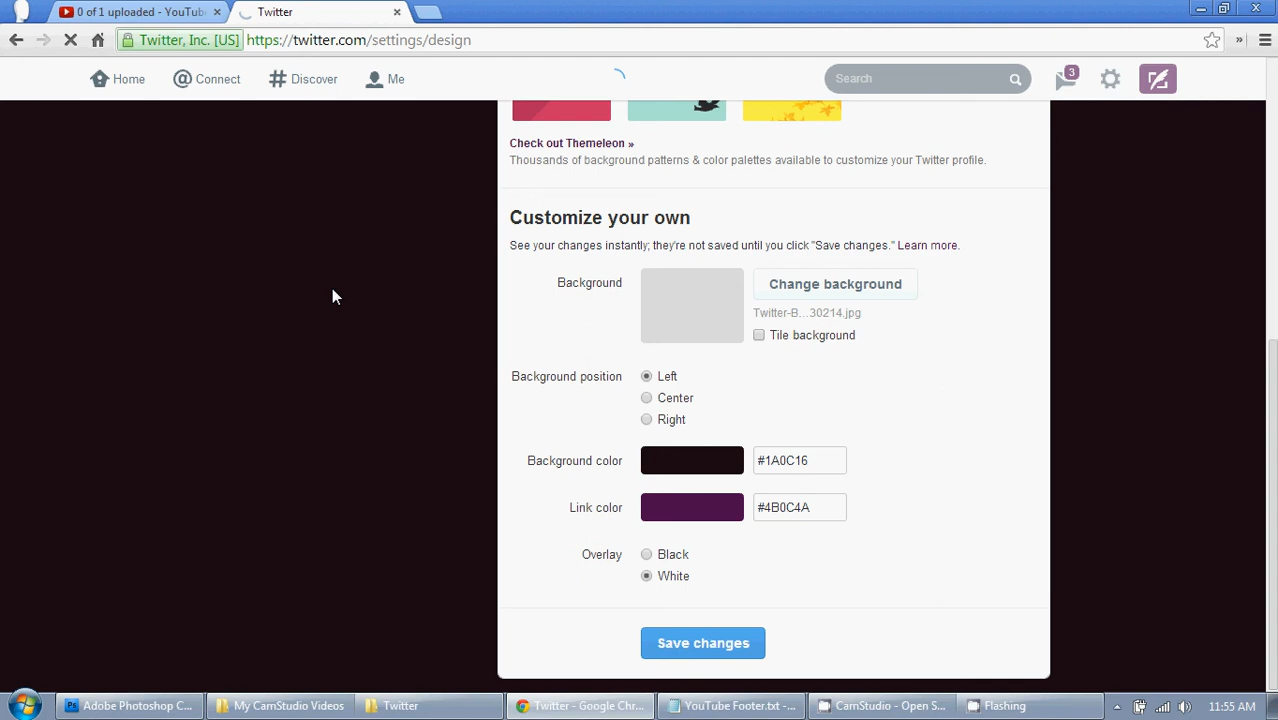 0 of 1 uploaded - YouTub
Twitter
Twitter, Inc. [US]
https://twitter.com/settings/design
Home
Connect
Discover
Me
Search
3
Check out Themeleon »
Thousands of background patterns & color palettes available to customize your Twitter profile.
Customize your own
See your changes instantly; they're not saved until you click "Save changes." Learn more.
Background
Change background
Twitter-B...30214.jpg
Tile background
Background position
Left
Center
Right
Background color
#1A0C16
Link color
#4B0C4A
Overlay
Black
White
Save changes
Adobe Photoshop C...
My CamStudio Videos
Twitter
Twitter - Google Chr...
YouTube Footer.txt -...
CamStudio - Open S...
Flashing
11:55 AM